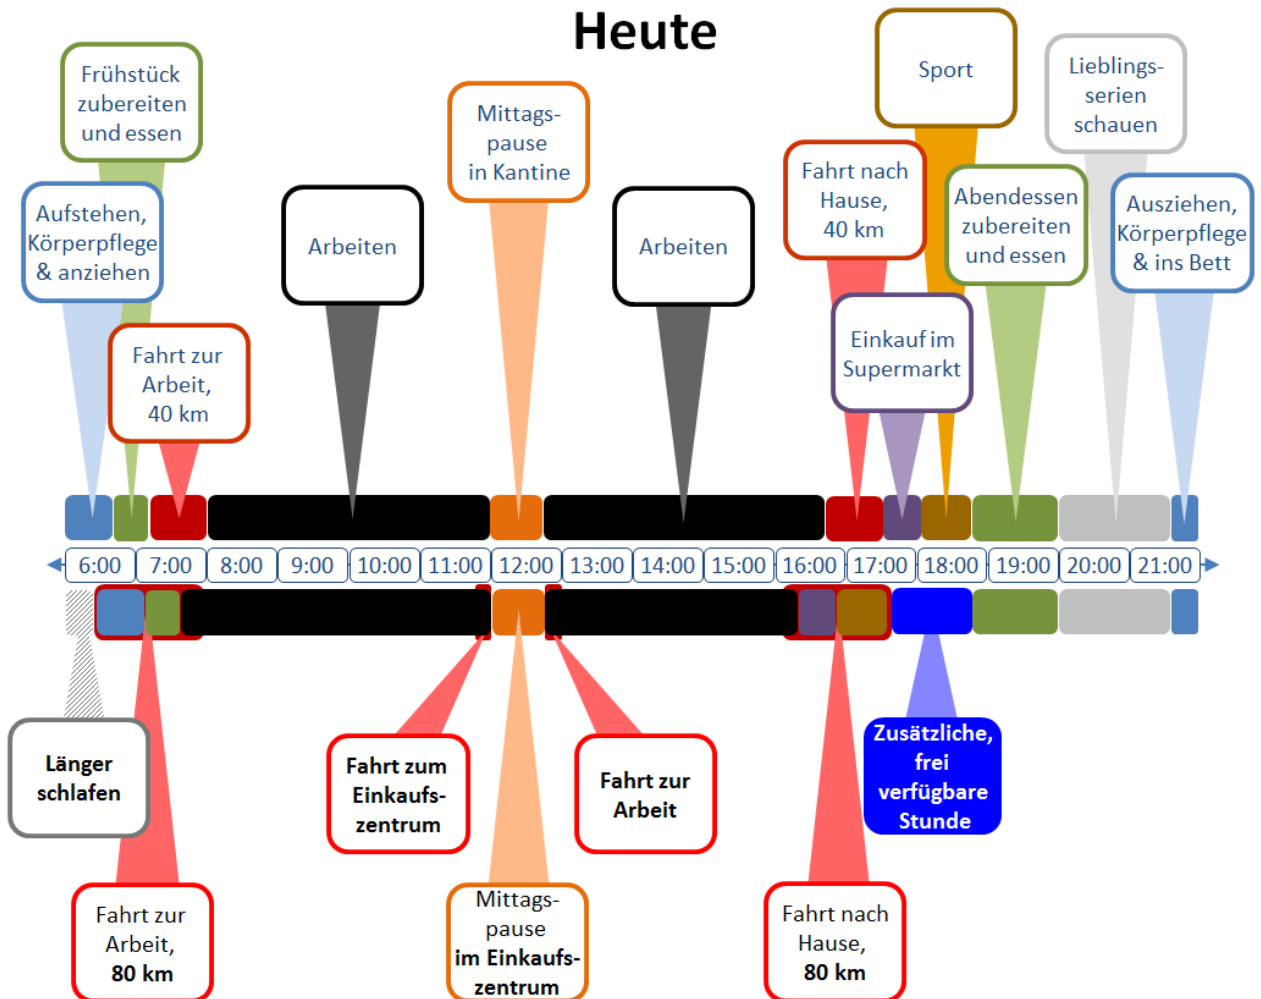 Heute
Frühstück
zubereiten
und essen
Aufstehen,
Körperpflege
& anziehen
Fahrt zur
Arbeit,
40 km
Arbeiten
Mittags-
pause
in Kantine
Arbeiten
Fahrt nach
Hause,
40 km
Einkauf im
Supermarkt
Sport
Abendessen
zubereiten
und essen
Lieblings-
serien
schauen
Ausziehen,
Körperpflege
& ins Bett
6:00 7:00 8:00 9:00 10:00 11:00 12:00 13:00 14:00 15:00 16:00 17:00 18:00 19:00 20:00 21:00
Länger
schlafen
Fahrt zur
Arbeit,
80 km
Fahrt zum
Einkaufs-
zentrum
Mittags-
pause
im Einkaufs-
zentrum
Fahrt zur
Arbeit
Fahrt nach
Hause,
80 km
Zusätzliche,
frei
verfügbare
Stunde